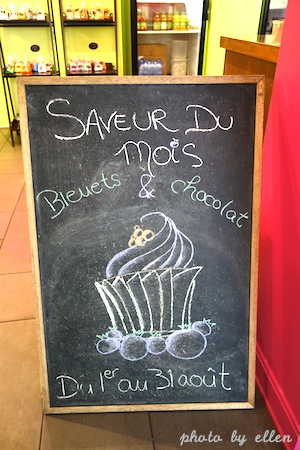 SAVEUR DU
MOIS
Bleuets & chocolat
Du 1er au 31 août
photo by ellen